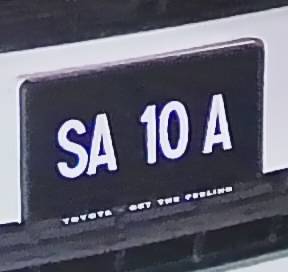 SA 10 A
TOYOTA - GET THE FEELING